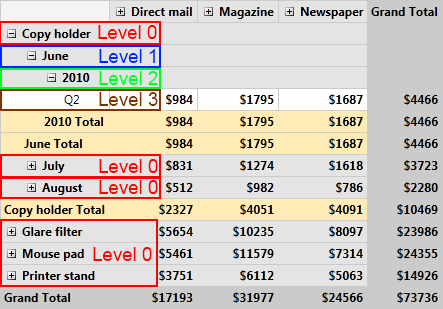 Direct mail Magazine Newspaper Grand Total
Copy holder Level 0
June Level 1
2010 Level 2
Q2 Level 3 $984 $1795 $1687 $4466
2010 Total $984 $1795 $1687 $4466
June Total $984 $1795 $1687 $4466
July Level 0 $831 $1274 $1618 $3723
August Level 0 $512 $982 $786 $2280
Copy holder Total $2327 $4051 $4091 $10469
Glare filter $5654 $10235 $8097 $23986
Mouse pad Level 0 $5461 $11579 $7314 $24355
Printer stand $3751 $6112 $5063 $14926
Grand Total $17193 $31977 $24566 $73736